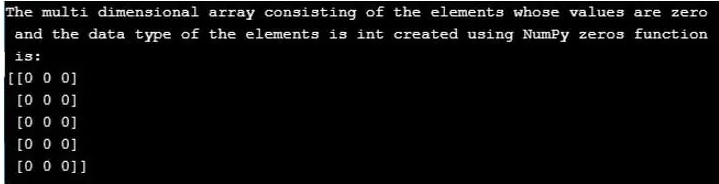 The multi dimensional array consisting of the elements whose values are zero
and the data type of the elements is int created using NumPy zeros function
is:
[[0 0 0]
[0 0 0]
[0 0 0]
[0 0 0]
[0 0 0]]